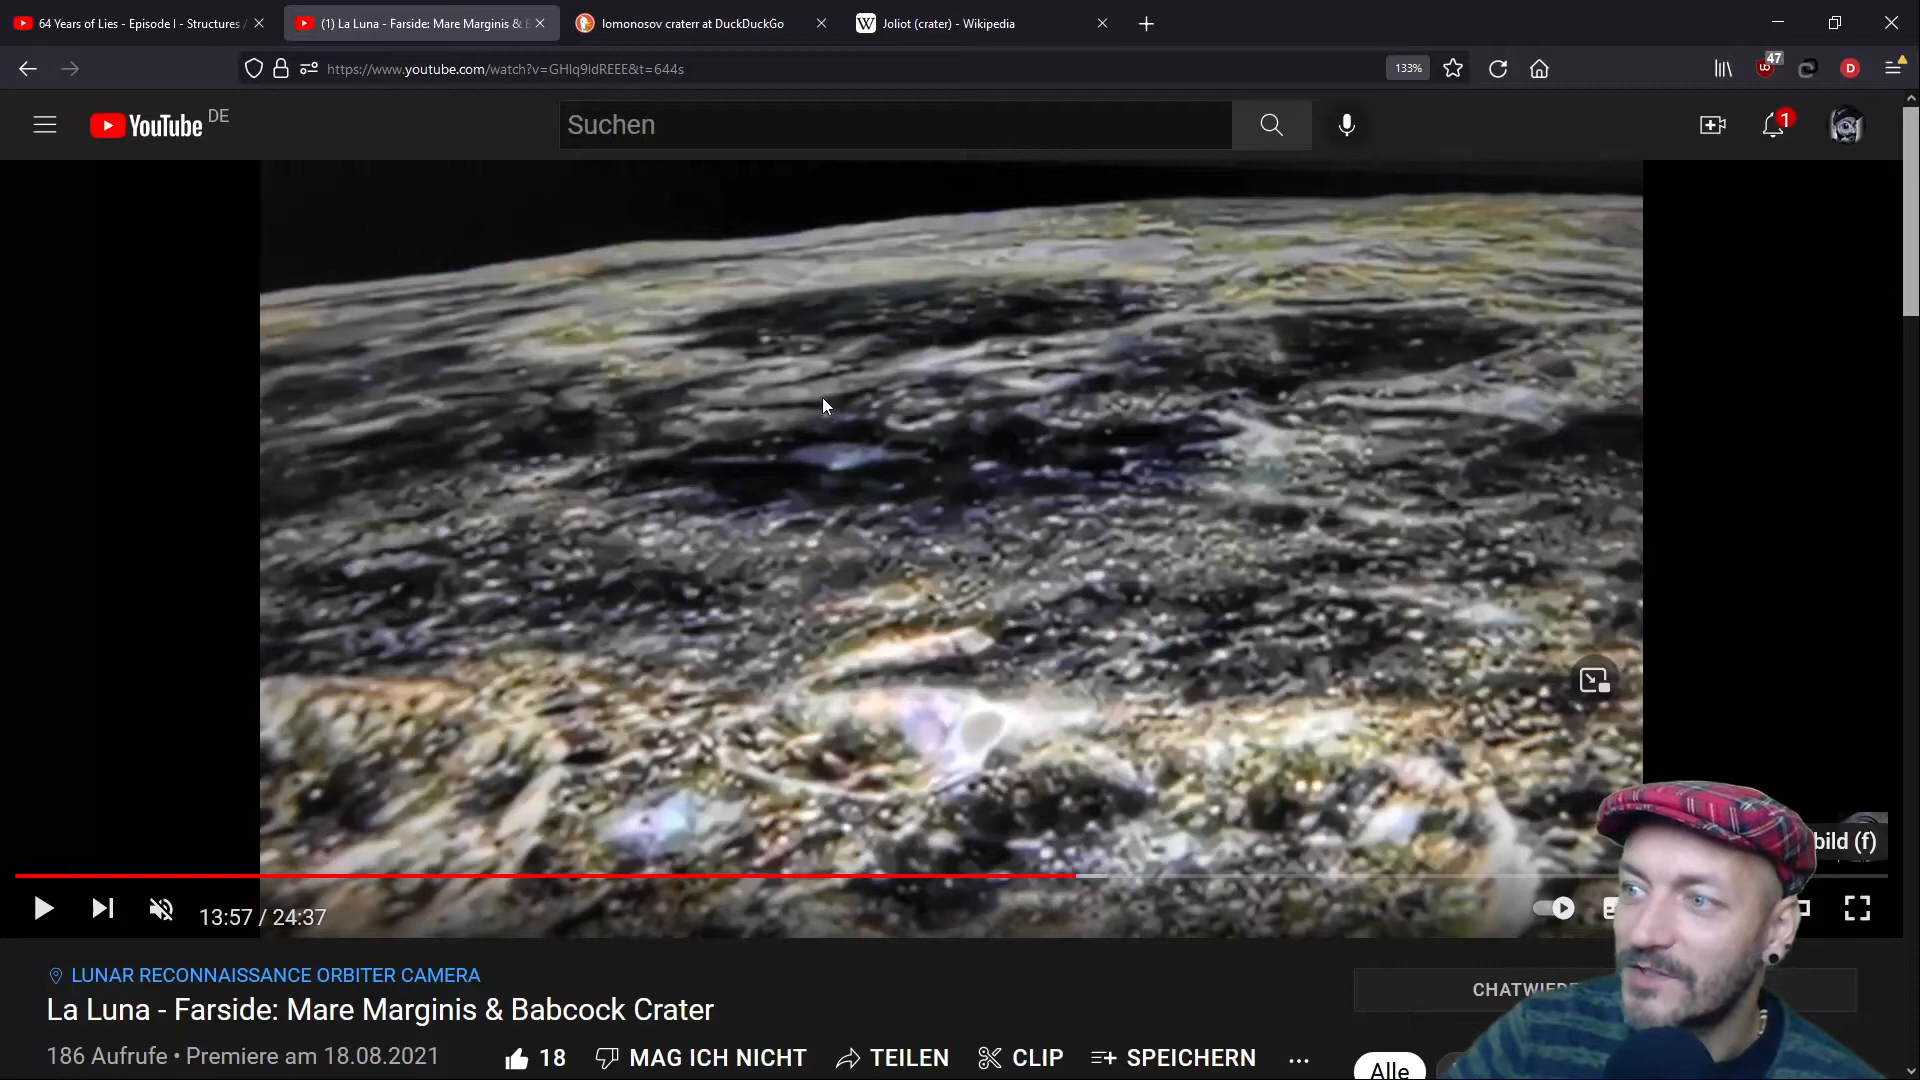 64 Years of Lies - Episode I - Structures /
(1) La Luna - Farside: Mare Marginis &
lomonosov craterr at DuckDuckGo
Joliot (crater) - Wikipedia
https://www.youtube.com/watch?v=GHlq9ldREEE&t=644s
133%
47
D
YouTube DE
Suchen
1
bild (f)
13:57 / 24:37
LUNAR RECONNAISSANCE ORBITER CAMERA
La Luna - Farside: Mare Marginis & Babcock Crater
CHATWIEDE
186 Aufrufe • Premiere am 18.08.2021
18
MAG ICH NICHT
TEILEN
CLIP
SPEICHERN
Alle